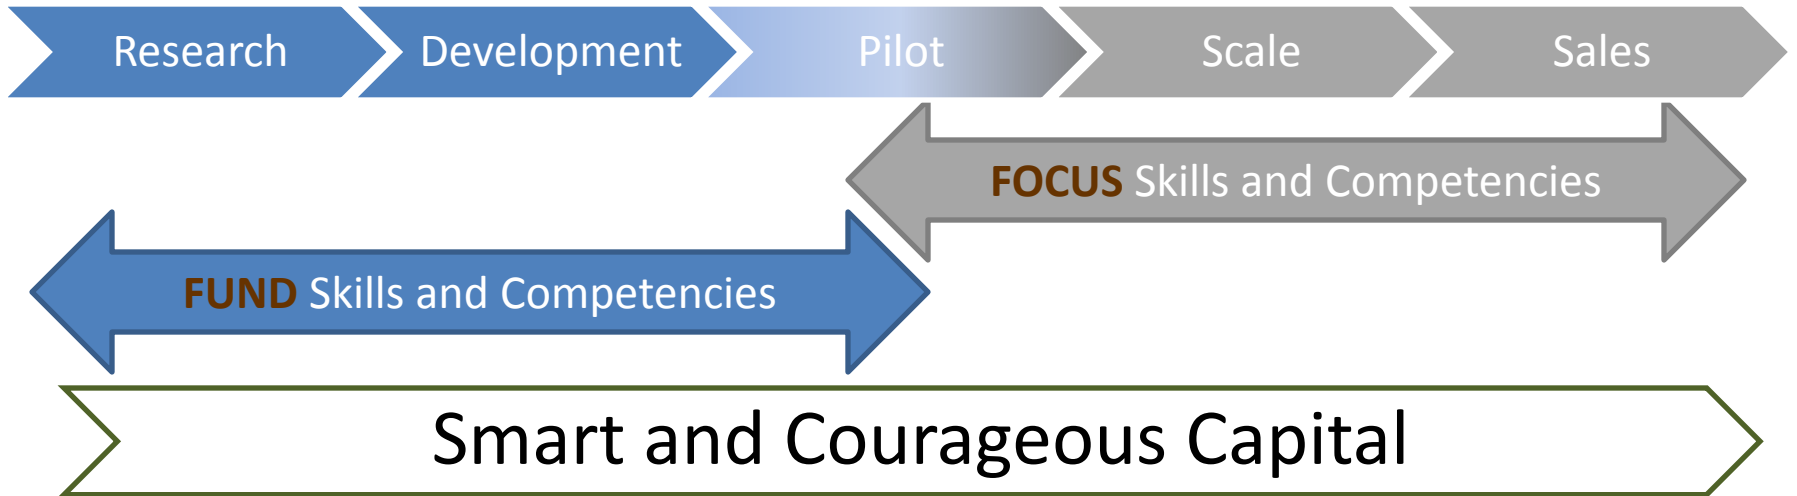 Research Development Pilot Scale Sales
FOCUS Skills and Competencies
FUND Skills and Competencies
Smart and Courageous Capital